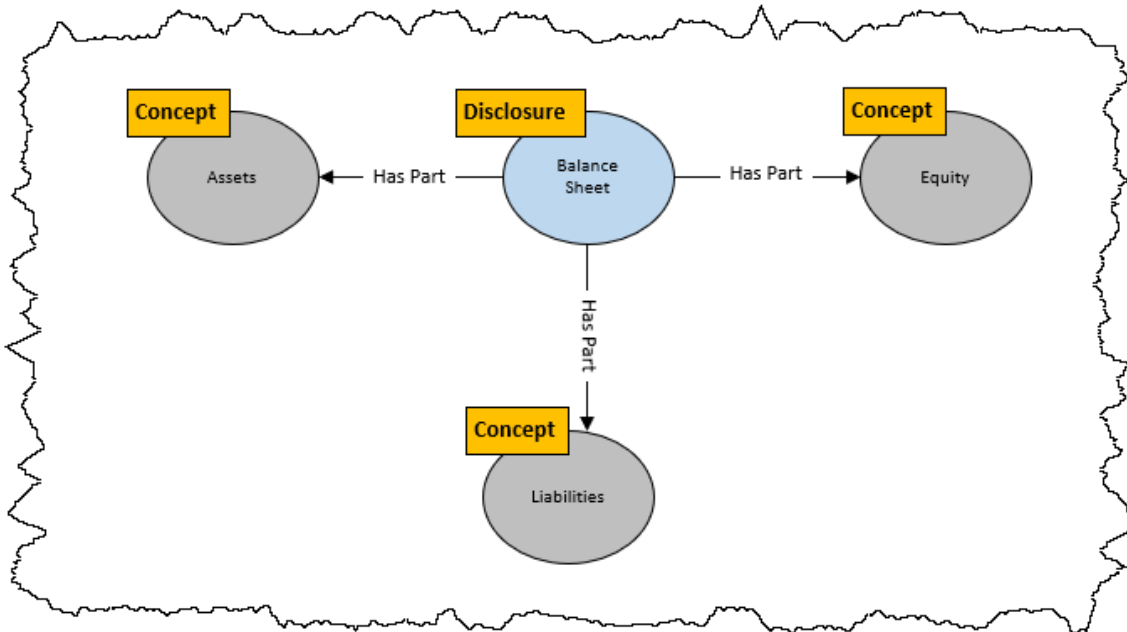 Concept
Disclosure
Concept
Assets
Has Part
Balance
Sheet
Has Part
Equity
Has Part
Concept
Liabilities